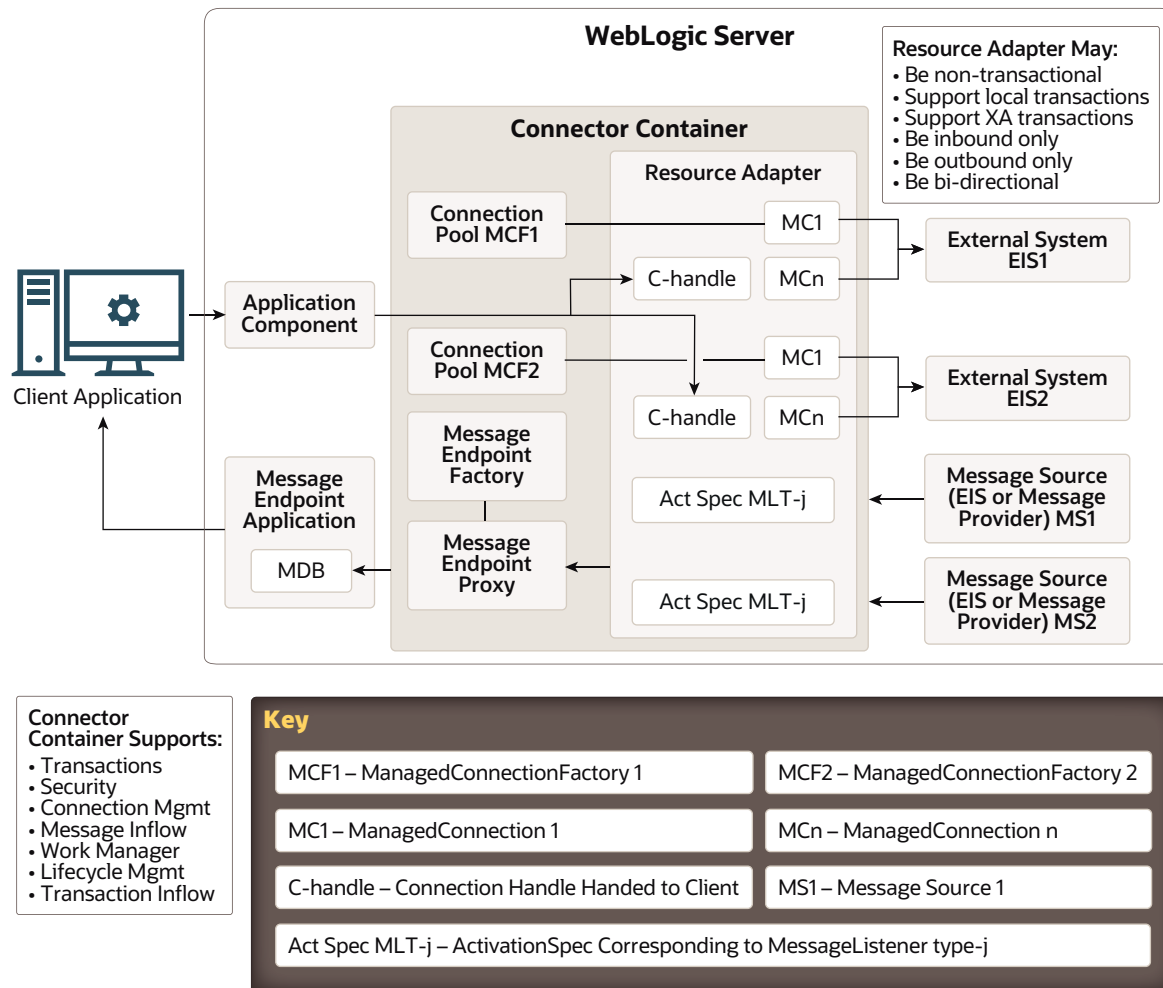 WebLogic Server
Resource Adapter May:
• Be non-transactional
• Support local transactions
• Support XA transactions
• Be inbound only
• Be outbound only
• Be bi-directional
Connector Container
Resource Adapter
Connection
Pool MCF1
MC1
External System
EIS1
C-handle
MCn
Application
Component
Client Application
Connection
Pool MCF2
MC1
External System
EIS2
C-handle
MCn
Message
Endpoint
Factory
Message
Endpoint
Application
MDB
Act Spec MLT-j
Message Source
(EIS or Message
Provider) MS1
Message
Endpoint
Proxy
Act Spec MLT-j
Message Source
(EIS or Message
Provider) MS2
Connector
Container Supports:
• Transactions
• Security
• Connection Mgmt
• Message Inflow
• Work Manager
• Lifecycle Mgmt
• Transaction Inflow
Key
MCF1 – ManagedConnectionFactory 1
MCF2 – ManagedConnectionFactory 2
MC1 – ManagedConnection 1
MCn – ManagedConnection n
C-handle – Connection Handle Handed to Client
MS1 – Message Source 1
Act Spec MLT-j – ActivationSpec Corresponding to MessageListener type-j